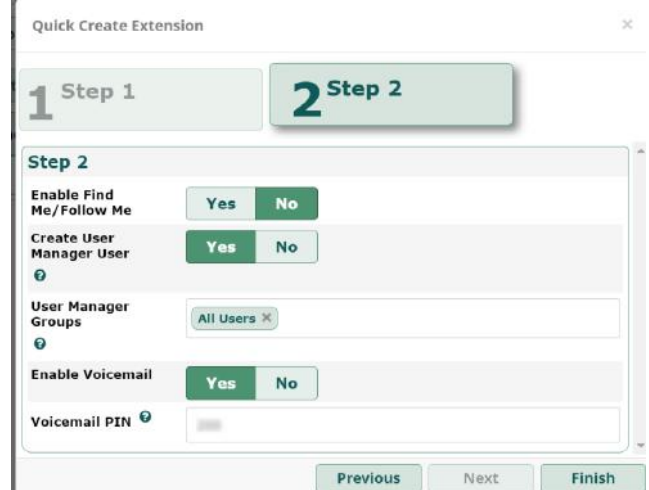 Quick Create Extension ×
1 Step 1
2 Step 2
Step 2
Enable Find
Me/Follow Me
Yes No
Create User
Manager User
Yes No
User Manager
Groups
All Users ×
Enable Voicemail
Yes No
Voicemail PIN
Previous Next Finish